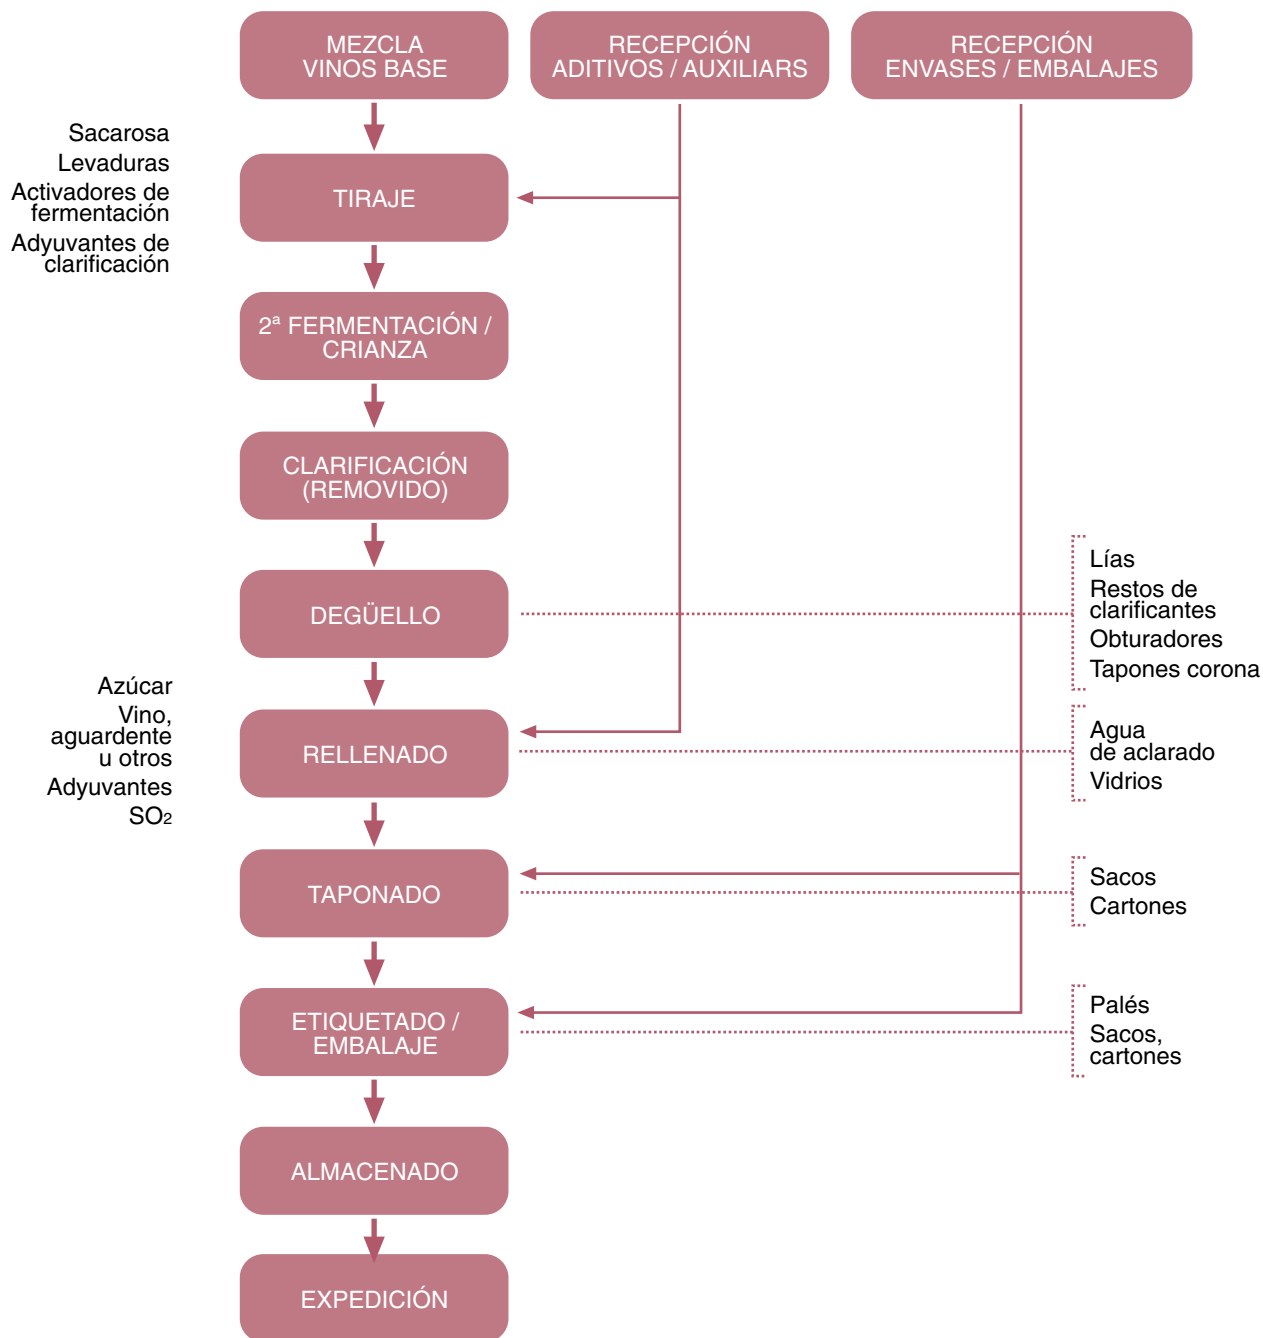 MEZCLA
VINOS BASE
RECEPCIÓN
ADITIVOS / AUXILIARS
RECEPCIÓN
ENVASES / EMBALAJES
Sacarosa
Levaduras
Activadores de
fermentación
Adyuvantes de
clarificación
TIRAJE
2ª FERMENTACIÓN /
CRIANZA
CLARIFICACIÓN
(REMOVIDO)
DEGÜELLO
Lías
Restos de
clarificantes
Obturadores
Tapones corona
Azúcar
Vino,
aguardente
u otros
Adyuvantes
SO2
RELLENADO
Agua
de aclarado
Vidrios
TAPONADO
Sacos
Cartones
ETIQUETADO /
EMBALAJE
Palés
Sacos,
cartones
ALMACENADO
EXPEDICIÓN